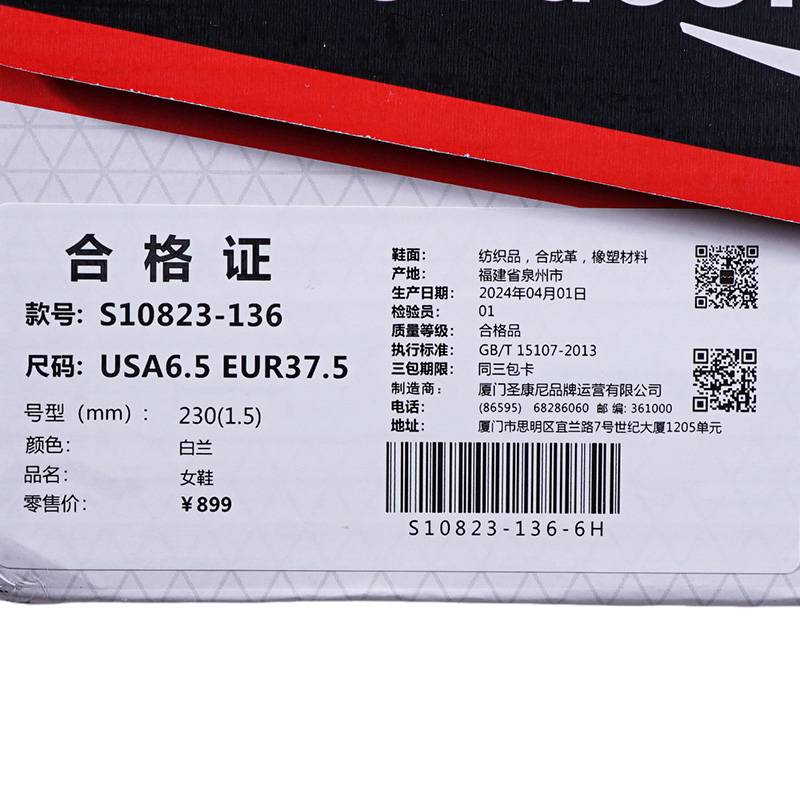 合格证
款号： S10823-136
尺码： USA6.5 EUR37.5
号型（mm）： 230(1.5)
颜色： 白兰
品名： 女鞋
零售价： ￥899
鞋面： 纺织品，合成革，橡塑材料
产地： 福建省泉州市
生产日期： 2024年04月01日
检验员： 01
质量等级： 合格品
执行标准： GB/T 15107-2013
三包期限： 同三包卡
制造商： 厦门圣康尼品牌运营有限公司
电话： (86595) 68286060 邮 编: 361000
地址： 厦门市思明区宜兰路7号世纪大厦1205单元
S10823-136-6H